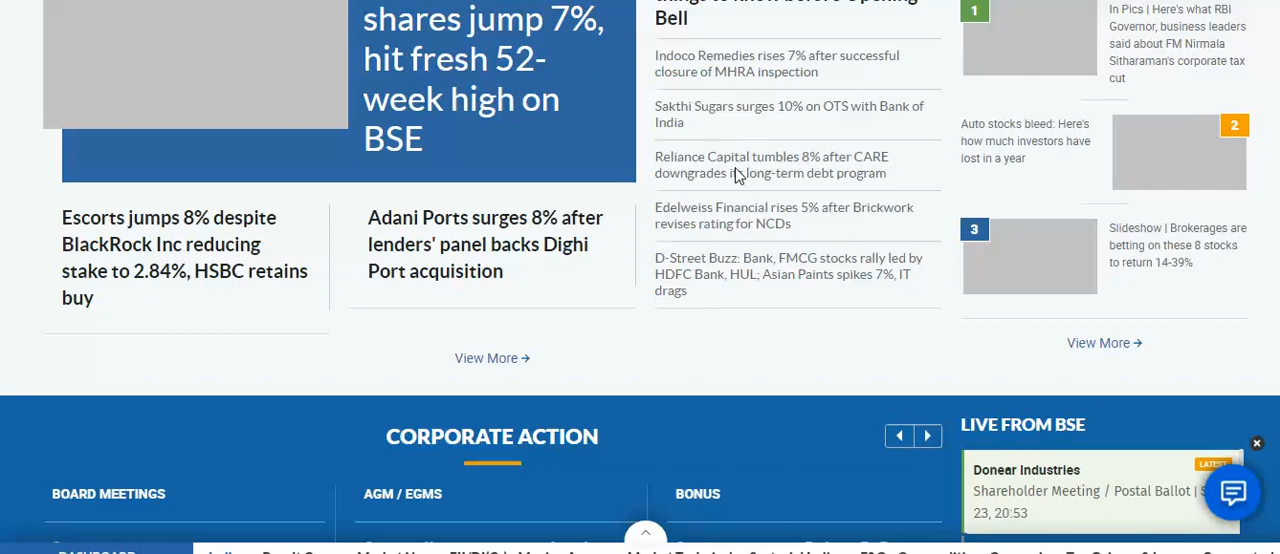 shares jump 7%,
hit fresh 52-
week high on
BSE
Escorts jumps 8% despite
BlackRock Inc reducing
stake to 2.84%, HSBC retains
buy
Adani Ports surges 8% after
lenders' panel backs Dighi
Port acquisition
View More →
things to know before Opening
Bell
Indoco Remedies rises 7% after successful
closure of MHRA inspection
Sakthi Sugars surges 10% on OTS with Bank of
India
Reliance Capital tumbles 8% after CARE
downgrades its long-term debt program
Edelweiss Financial rises 5% after Brickwork
revises rating for NCDs
D-Street Buzz: Bank, FMCG stocks rally led by
HDFC Bank, HUL; Asian Paints spikes 7%, IT
drags
1
In Pics | Here's what RBI
Governor, business leaders
said about FM Nirmala
Sitharaman's corporate tax
cut
Auto stocks bleed: Here's
how much investors have
lost in a year
2
3
Slideshow | Brokerages are
betting on these 8 stocks
to return 14-39%
View More →
CORPORATE ACTION
BOARD MEETINGS
AGM / EGMS
BONUS
LIVE FROM BSE
LATEST
Donear Industries
Shareholder Meeting / Postal Ballot |
23, 20:53